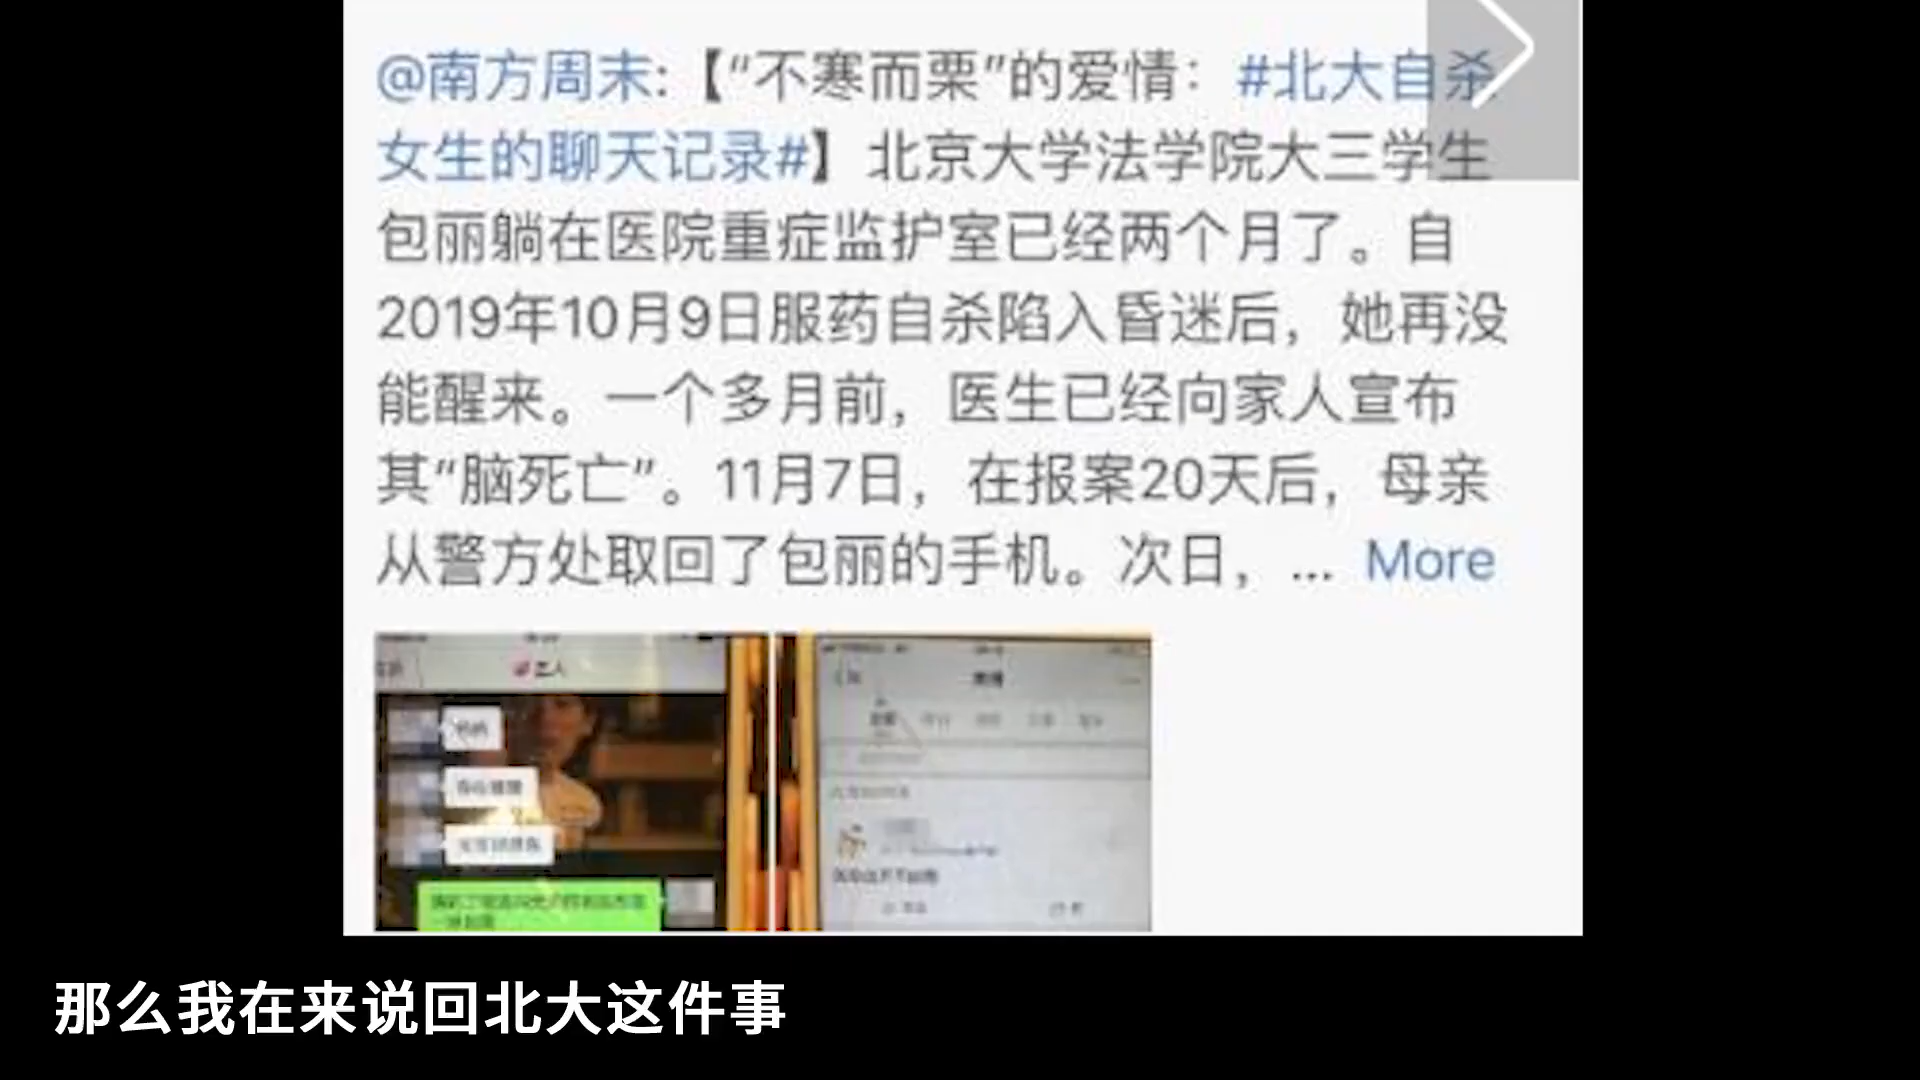 @南方周末:【“不寒而栗”的爱情：#北大自杀
女生的聊天记录#】北京大学法学院大三学生
包丽躺在医院重症监护室已经两个月了。自
2019年10月9日服药自杀陷入昏迷后，她再没
能醒来。一个多月前，医生已经向家人宣布
其“脑死亡”。11月7日，在报案20天后，母亲
从警方处取回了包丽的手机。次日，... More
那么我在来说回北大这件事